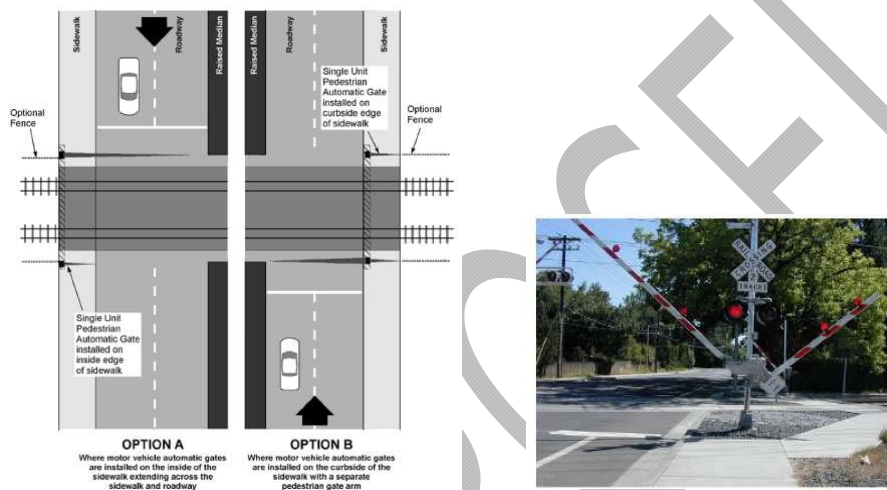 Sidewalk
Roadway
Raised Median
Raised Median
Roadway
Sidewalk
Single Unit
Pedestrian
Automatic Gate
installed on
curbside edge
of sidewalk
Optional
Fence
Optional
Fence
Single Unit
Pedestrian
Automatic Gate
installed on
inside edge
of sidewalk
OPTION A
Where motor vehicle automatic gates
are installed on the inside of the
sidewalk extending across the
sidewalk and roadway
OPTION B
Where motor vehicle automatic gates
are installed on the curbside of the
sidewalk with a separate
pedestrian gate arm
RAILROAD
CROSSING
2
TRACKS